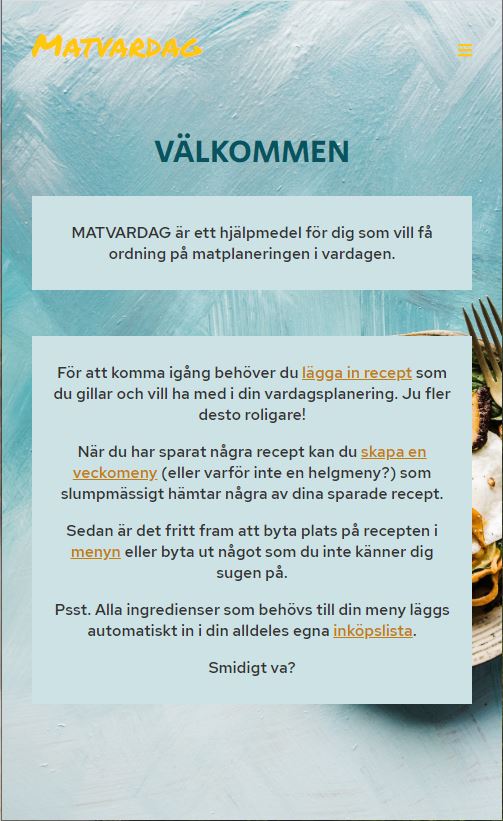 MATVARDAG
VÄLKOMMEN
MATVARDAG är ett hjälpmedel för dig som vill få
ordning på matplaneringen i vardagen.
För att komma igång behöver du lägga in recept som
du gillar och vill ha med i din vardagsplanering. Ju fler
desto roligare!
När du har sparat några recept kan du skapa en
veckomeny (eller varför inte en helgmeny?) som
slumpmässigt hämtar några av dina sparade recept.
Sedan är det fritt fram att byta plats på recepten i
menyn eller byta ut något som du inte känner dig
sugen på.
Psst. Alla ingredienser som behövs till din meny läggs
automatiskt in i din alldeles egna inköpslista.
Smidigt va?